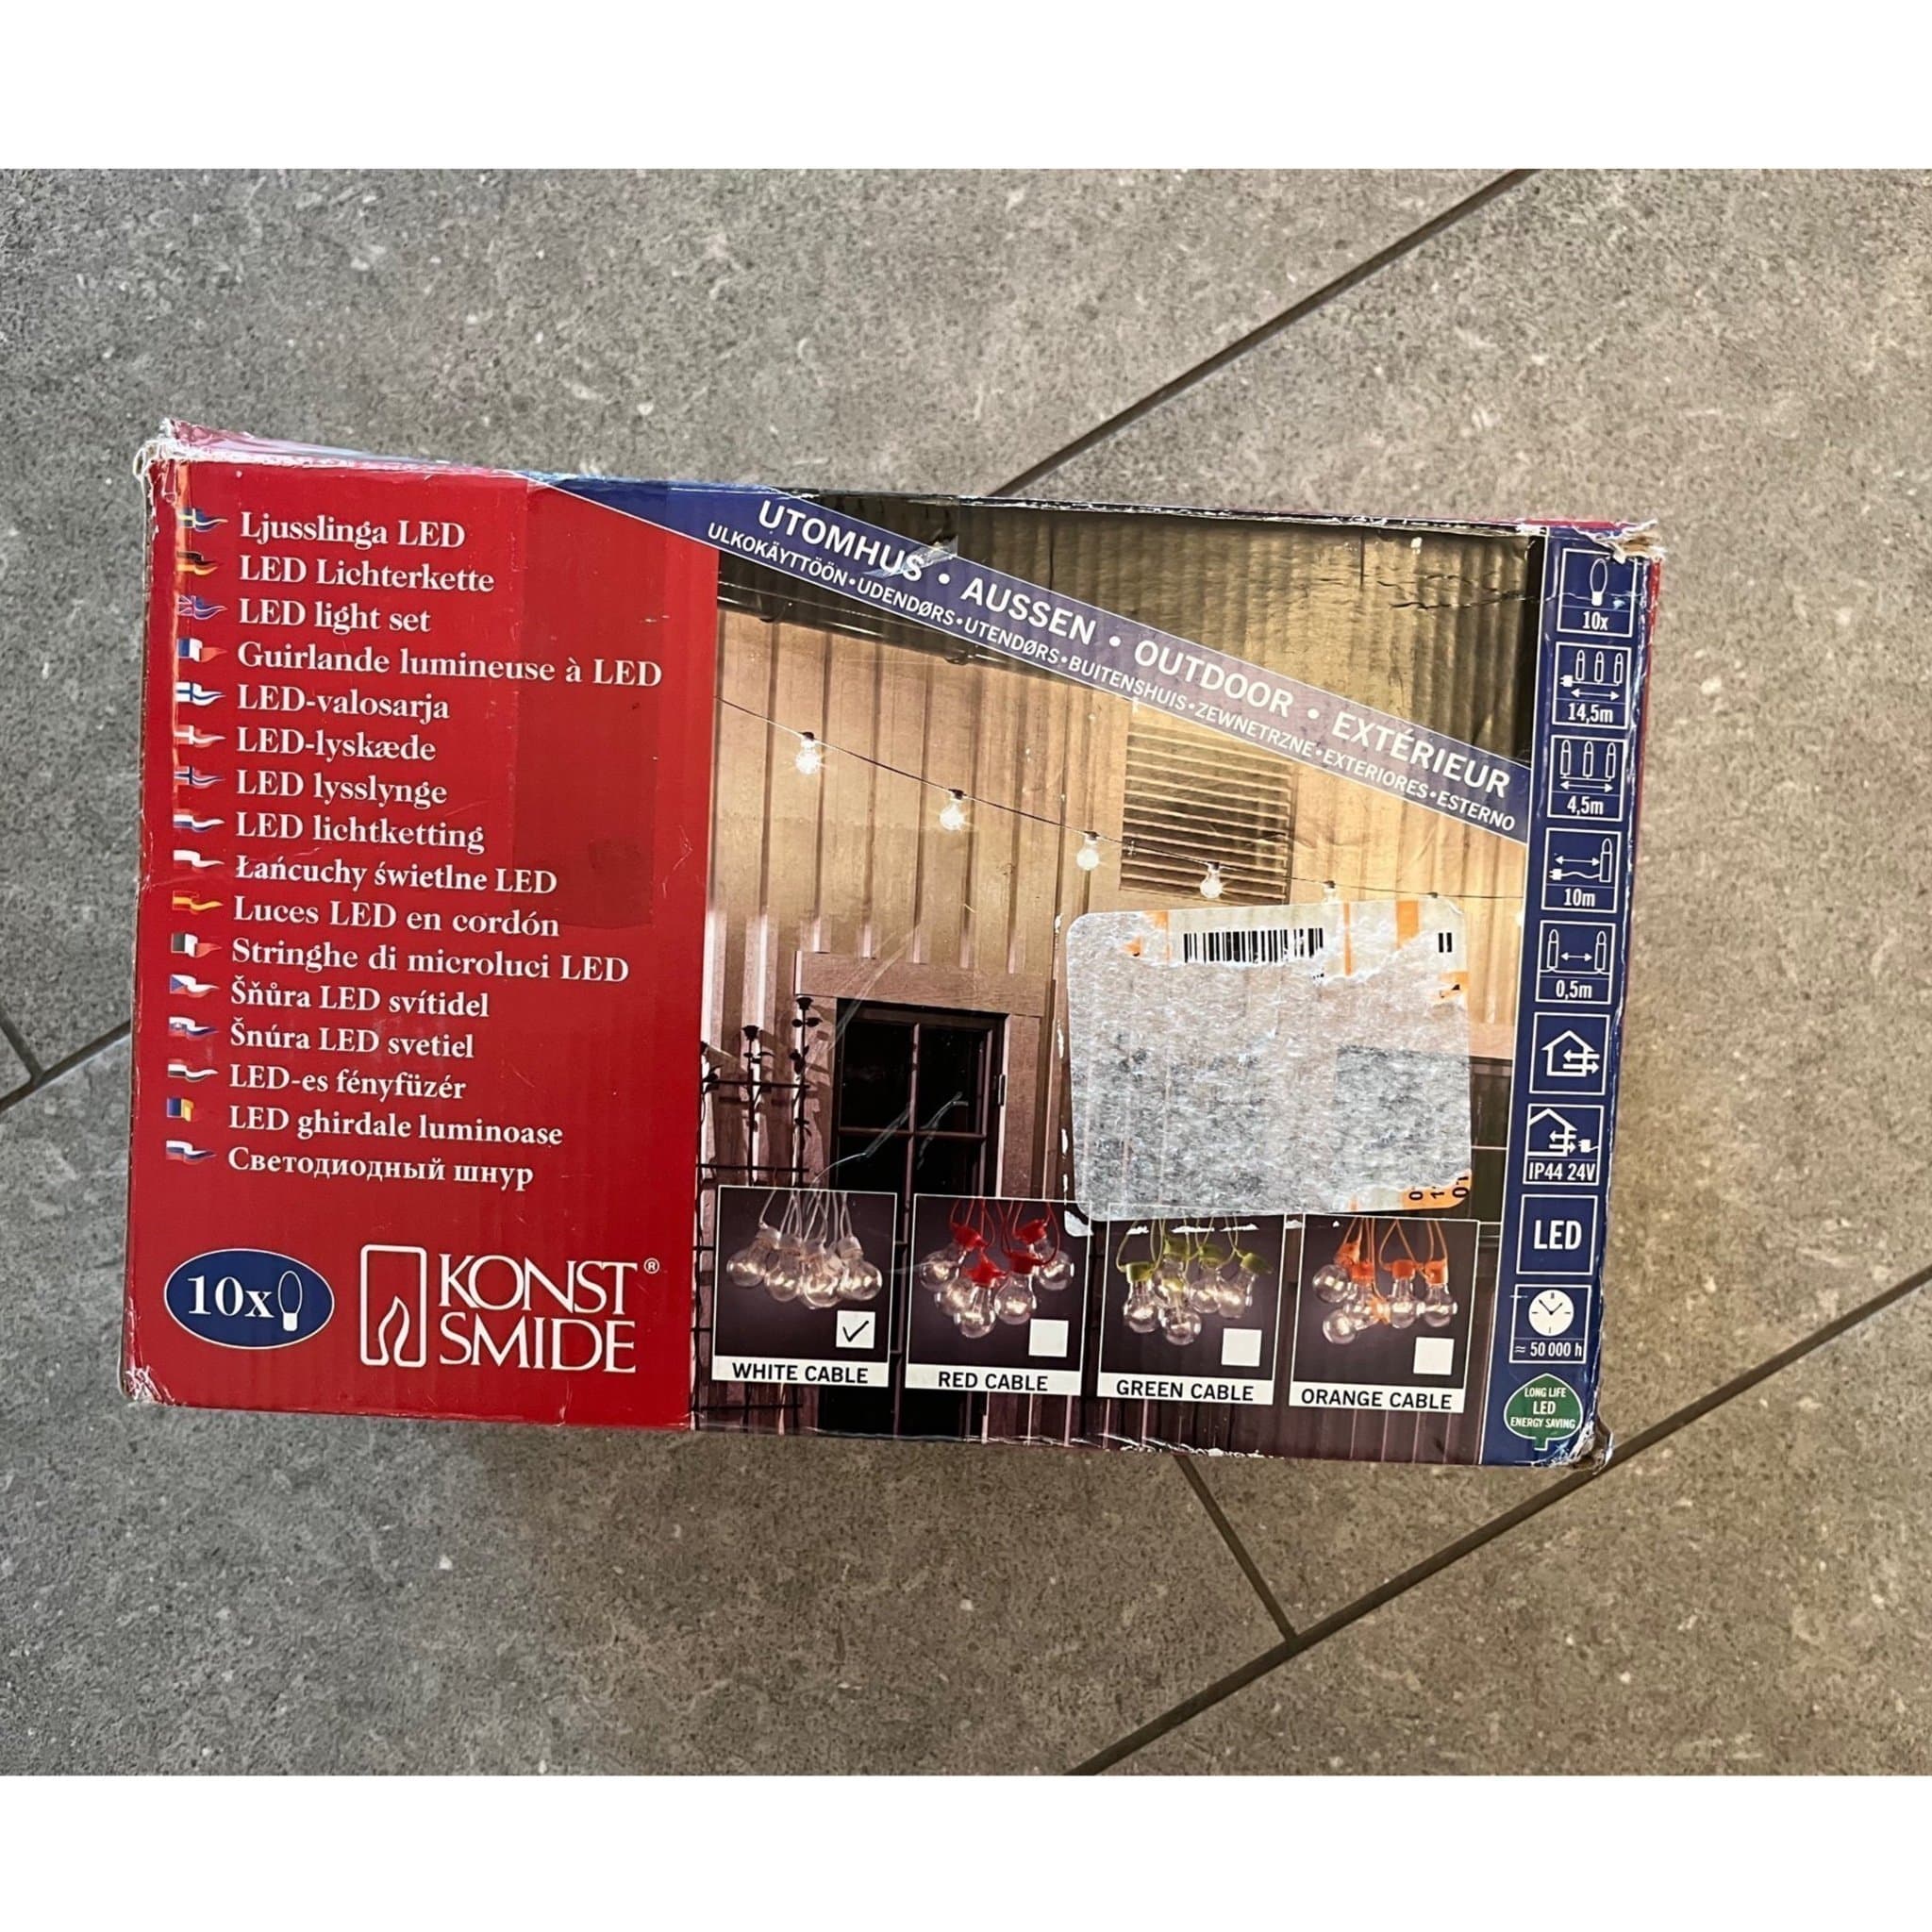 Ljusslinga LED
LED Lichterkette
LED light set
Guirlande lumineuse à LED
LED-valosarja
LED-lyskæde
LED lysslynge
LED lichtketting
Łańcuchy świetlne LED
Luces LED en cordón
Stringhe di microluci LED
Šňůra LED svítidel
Šnúra LED svetiel
LED-es fényfüzér
LED ghirdale luminoase
Светодиодный шнур
10x
KONST
SMIDE®
UTOMHUS • AUSSEN • OUTDOOR • EXTÉRIEUR
ULKOKÄYTTÖÖN•UDENDØRS•UTENDØRS•BUITENSHUIS•ZEWNETRZNE•EXTERIORES•ESTERNO
WHITE CABLE
RED CABLE
GREEN CABLE
ORANGE CABLE
10x
14,5m
4,5m
10m
0,5m
IP44 24V
LED
≈ 50 000 h
LONG LIFE
LED
ENERGY SAVING